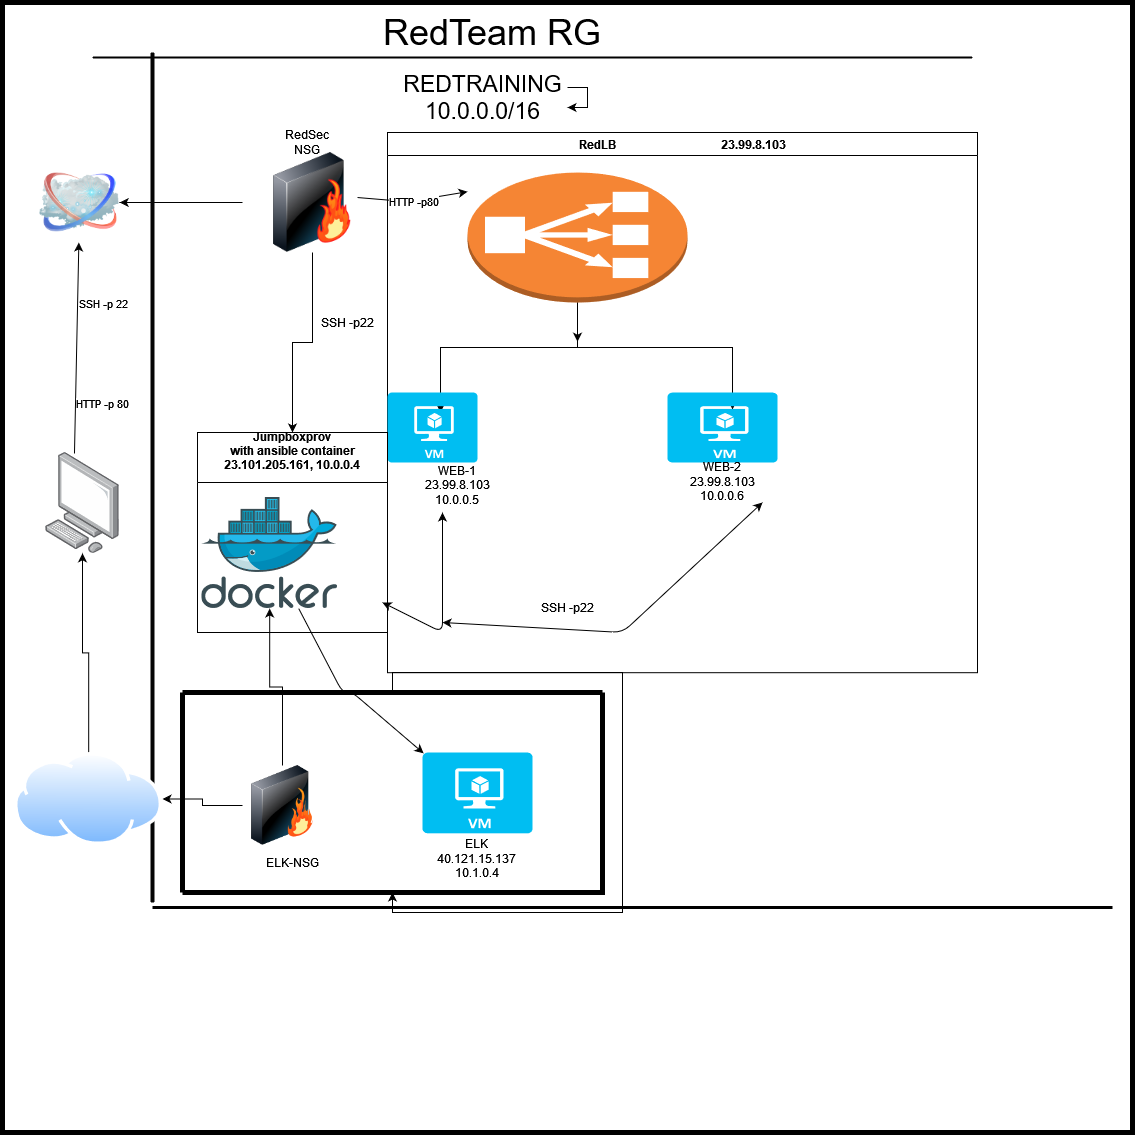 RedTeam RG
REDTRAINING
10.0.0.0/16
RedSec
NSG
RedLB 23.99.8.103
HTTP -p80
SSH -p 22
SSH -p22
HTTP -p 80
Jumpboxprov
with ansible container
23.101.205.161, 10.0.0.4
docker
VM
WEB-1
23.99.8.103
10.0.0.5
VM
WEB-2
23.99.8.103
10.0.0.6
SSH -p22
ELK-NSG
VM
ELK
40.121.15.137
10.1.0.4